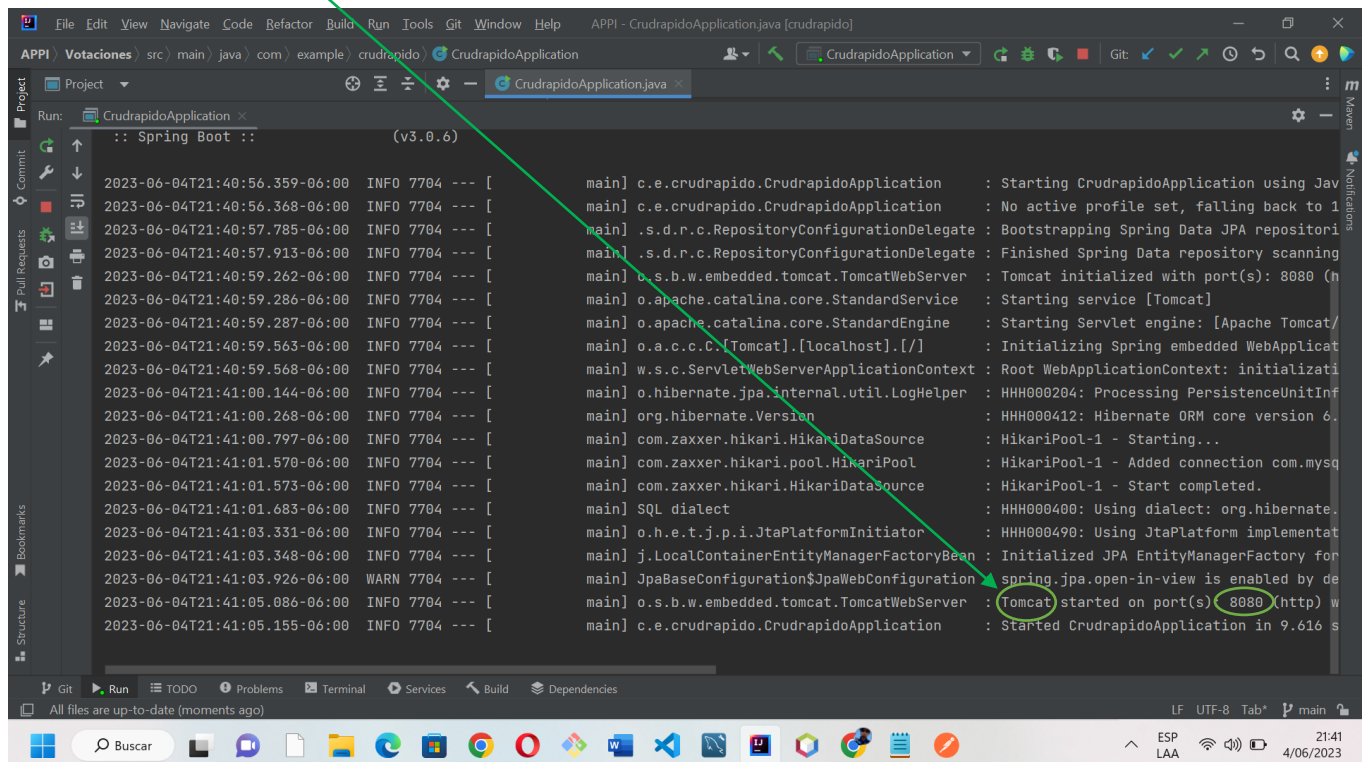 File Edit View Navigate Code Refactor Build Run Tools Git Window Help APPI - CrudrapidoApplication.java [crudrapido]
APPI Votaciones src main java com example crudrapido CrudrapidoApplication CrudrapidoApplication Git:
Project CrudrapidoApplication.java
Run: CrudrapidoApplication
:: Spring Boot :: (v3.0.6)
2023-06-04T21:40:56.359-06:00 INFO 7704 --- [ main] c.e.crudrapido.CrudrapidoApplication : Starting CrudrapidoApplication using Jav
2023-06-04T21:40:56.368-06:00 INFO 7704 --- [ main] c.e.crudrapido.CrudrapidoApplication : No active profile set, falling back to 1
2023-06-04T21:40:57.785-06:00 INFO 7704 --- [ main] .s.d.r.c.RepositoryConfigurationDelegate : Bootstrapping Spring Data JPA repositori
2023-06-04T21:40:57.913-06:00 INFO 7704 --- [ main] .s.d.r.c.RepositoryConfigurationDelegate : Finished Spring Data repository scanning
2023-06-04T21:40:59.262-06:00 INFO 7704 --- [ main] o.s.b.w.embedded.tomcat.TomcatWebServer : Tomcat initialized with port(s): 8080 (h
2023-06-04T21:40:59.286-06:00 INFO 7704 --- [ main] o.apache.catalina.core.StandardService : Starting service [Tomcat]
2023-06-04T21:40:59.287-06:00 INFO 7704 --- [ main] o.apache.catalina.core.StandardEngine : Starting Servlet engine: [Apache Tomcat/
2023-06-04T21:40:59.563-06:00 INFO 7704 --- [ main] o.a.c.c.C.[Tomcat].[localhost].[/] : Initializing Spring embedded WebApplicat
2023-06-04T21:40:59.568-06:00 INFO 7704 --- [ main] w.s.c.ServletWebServerApplicationContext : Root WebApplicationContext: initializati
2023-06-04T21:41:00.144-06:00 INFO 7704 --- [ main] o.hibernate.jpa.internal.util.LogHelper : HHH000204: Processing PersistenceUnitInf
2023-06-04T21:41:00.268-06:00 INFO 7704 --- [ main] org.hibernate.Version : HHH000412: Hibernate ORM core version 6.
2023-06-04T21:41:00.797-06:00 INFO 7704 --- [ main] com.zaxxer.hikari.HikariDataSource : HikariPool-1 - Starting...
2023-06-04T21:41:01.570-06:00 INFO 7704 --- [ main] com.zaxxer.hikari.pool.HikariPool : HikariPool-1 - Added connection com.mysq
2023-06-04T21:41:01.573-06:00 INFO 7704 --- [ main] com.zaxxer.hikari.HikariDataSource : HikariPool-1 - Start completed.
2023-06-04T21:41:01.683-06:00 INFO 7704 --- [ main] SQL dialect : HHH000400: Using dialect: org.hibernate.
2023-06-04T21:41:03.331-06:00 INFO 7704 --- [ main] o.h.e.t.j.p.i.JtaPlatformInitiator : HHH000490: Using JtaPlatform implementat
2023-06-04T21:41:03.348-06:00 INFO 7704 --- [ main] j.LocalContainerEntityManagerFactoryBean : Initialized JPA EntityManagerFactory for
2023-06-04T21:41:03.926-06:00 WARN 7704 --- [ main] JpaBaseConfiguration$JpaWebConfiguration : spring.jpa.open-in-view is enabled by de
2023-06-04T21:41:05.086-06:00 INFO 7704 --- [ main] o.s.b.w.embedded.tomcat.TomcatWebServer : Tomcat started on port(s): 8080 (http) w
2023-06-04T21:41:05.155-06:00 INFO 7704 --- [ main] c.e.crudrapido.CrudrapidoApplication : Started CrudrapidoApplication in 9.616 s
Project
Commit
Pull Requests
Bookmarks
Structure
m Maven
Notifications
Git Run TODO Problems Terminal Services Build Dependencies
All files are up-to-date (moments ago) LF UTF-8 Tab* main
Buscar ESP 21:41
LAA 4/06/2023